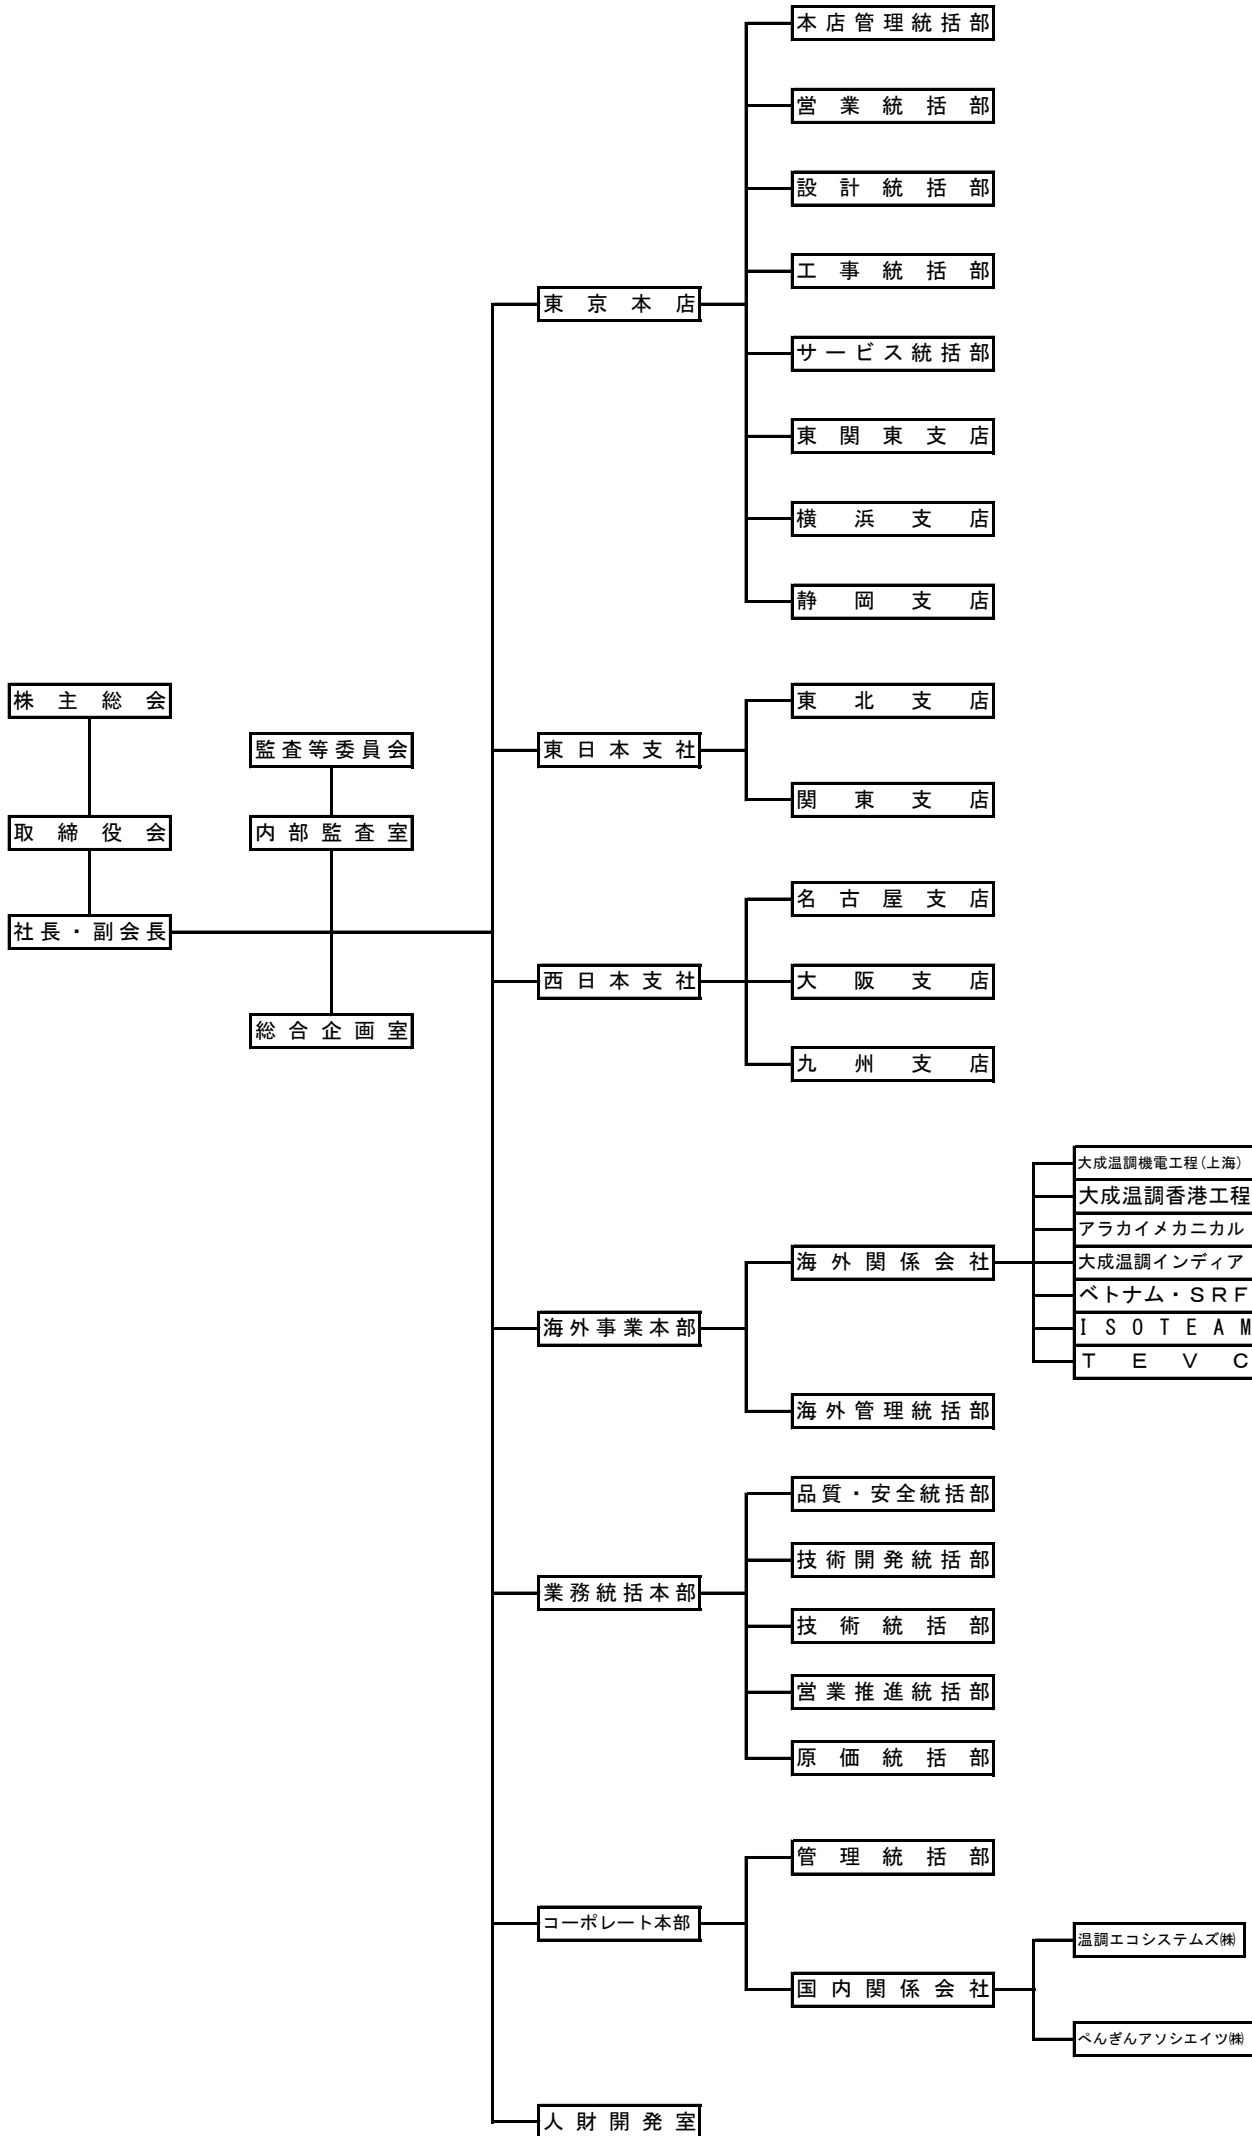 株主総会
取締役会
社長・副会長
監査等委員会
内部監査室
総合企画室
東京本店
本店管理統括部
営業統括部
設計統括部
工事統括部
サービス統括部
東関東支店
横浜支店
静岡支店
東日本支社
東北支店
関東支店
西日本支社
名古屋支店
大阪支店
九州支店
海外事業本部
海外関係会社
大成温調機電工程(上海)
大成温調香港工程
アラカイメカニカル
大成温調インディア
ベトナム・SRF
ISOTEAM
TEVC
海外管理統括部
業務統括本部
品質・安全統括部
技術開発統括部
技術統括部
営業推進統括部
原価統括部
コーポレート本部
管理統括部
国内関係会社
温調エコシステムズ㈱
ぺんぎんアソシエイツ㈱
人財開発室